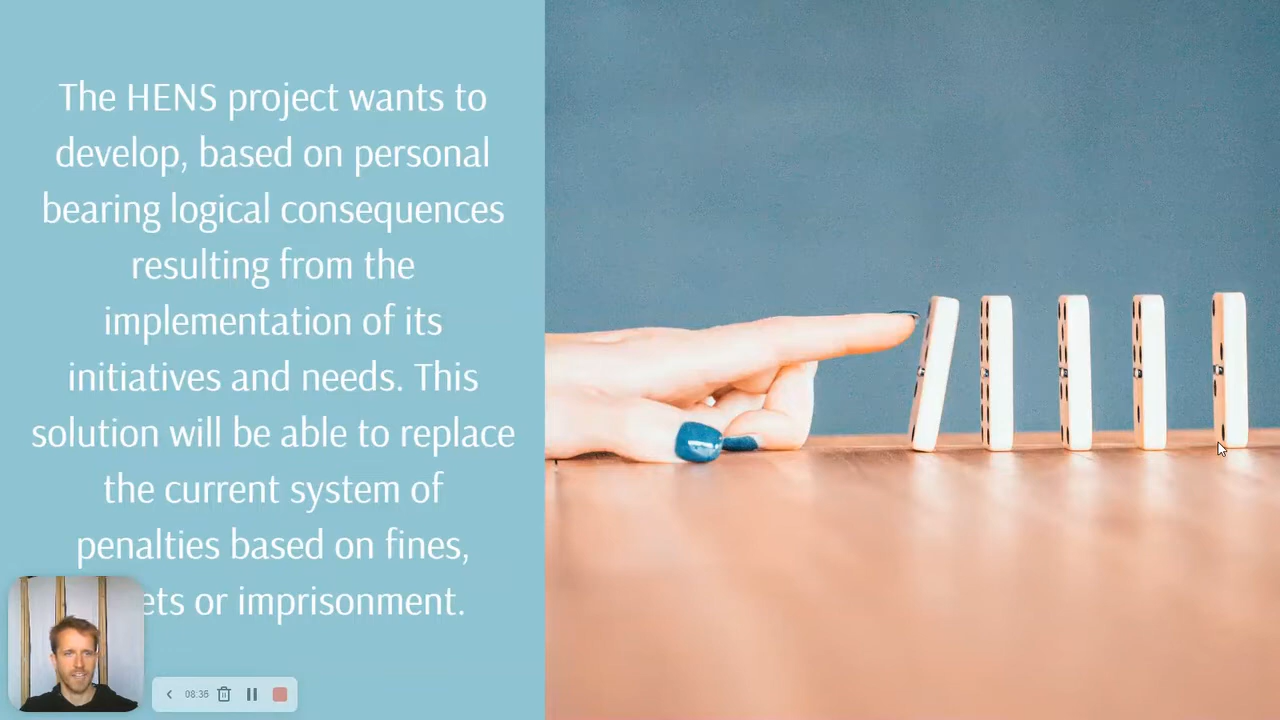 The HENS project wants to
develop, based on personal
bearing logical consequences
resulting from the
implementation of its
initiatives and needs. This
solution will be able to replace
the current system of
penalties based on fines,
or imprisonment.
08:36